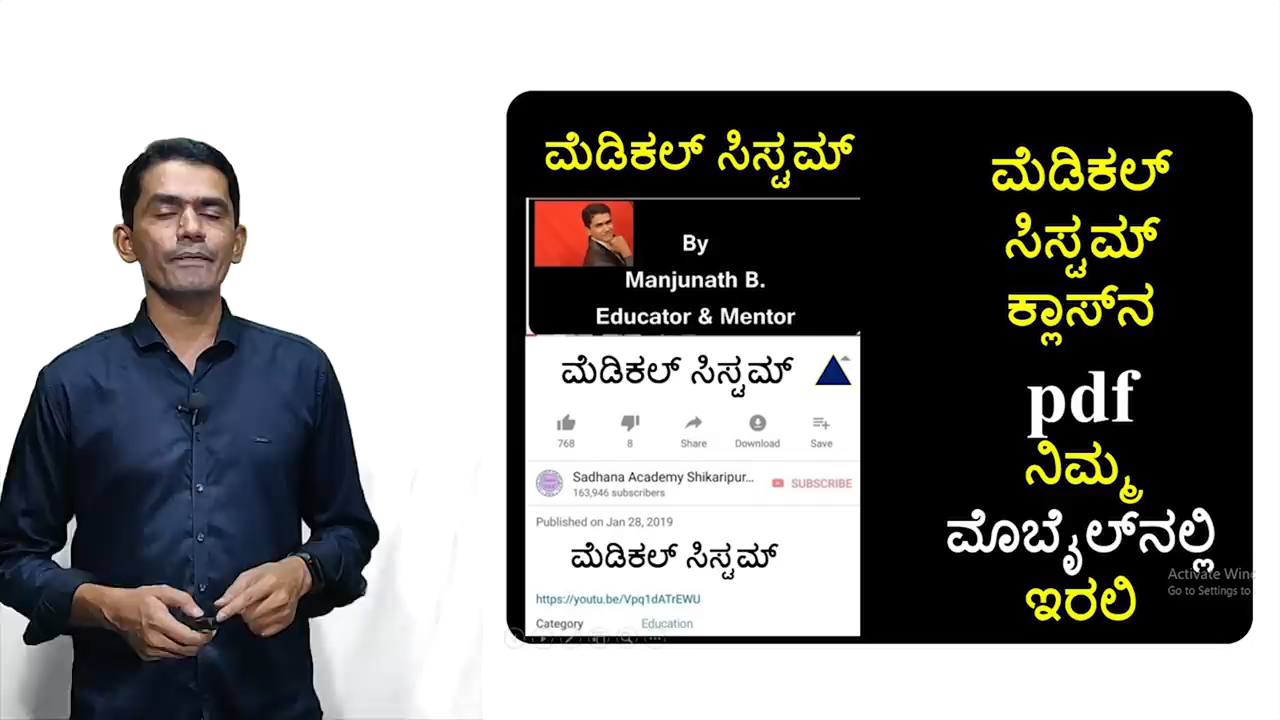 ಮೆಡಿಕಲ್ ಸಿಸ್ಟಮ್
By
Manjunath B.
Educator & Mentor
ಮೆಡಿಕಲ್ ಸಿಸ್ಟಮ್
768
8
Share
Download
Save
Sadhana Academy Shikaripur...
163,946 subscribers
SUBSCRIBE
Published on Jan 28, 2019
ಮೆಡಿಕಲ್ ಸಿಸ್ಟಮ್
https://youtu.be/Vpq1dATrEWU
Category Education
ಮೆಡಿಕಲ್
ಸಿಸ್ಟಮ್
ಕ್ಲಾಸ್‌ನ
pdf
ನಿಮ್ಮ
ಮೊಬೈಲ್‌ನಲ್ಲಿ
ಇರಲಿ
Activate Wind
Go to Settings to